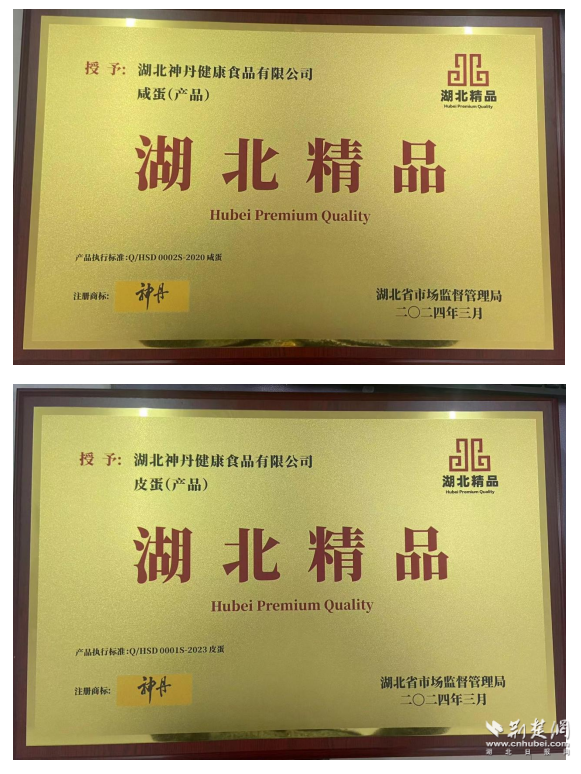 授 予: 湖北神丹健康食品有限公司
咸蛋(产品)
湖北精品
Hubei Premium Quality
湖北精品
Hubei Premium Quality
产品执行标准:Q/HSD 0002S-2020 咸蛋
注册商标: 神丹
湖北省市场监督管理局
二〇二四年三月
授 予: 湖北神丹健康食品有限公司
皮蛋(产品)
湖北精品
Hubei Premium Quality
湖北精品
Hubei Premium Quality
产品执行标准:Q/HSD 0001S-2023 皮蛋
注册商标: 神丹
湖北省市场监督管理局
二〇二四年三月
荆楚网
www.cnhubei.com
湖北日报网